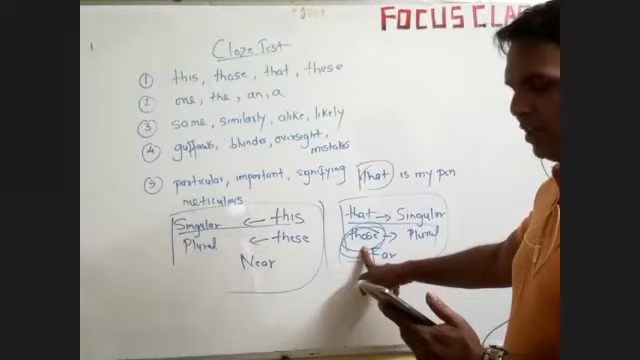 FOCUS CLAS
Cloze Test
① this, those, that, these
② one, the, an, a
③ same, similarly, alike, likely
④ guffaws, blunder, oversight, mistakes
⑤ particular, important, signifying
meticulous
that is my pen
Singular ← this
Plural ← these
Near
that → Singular
those → Plural
Far